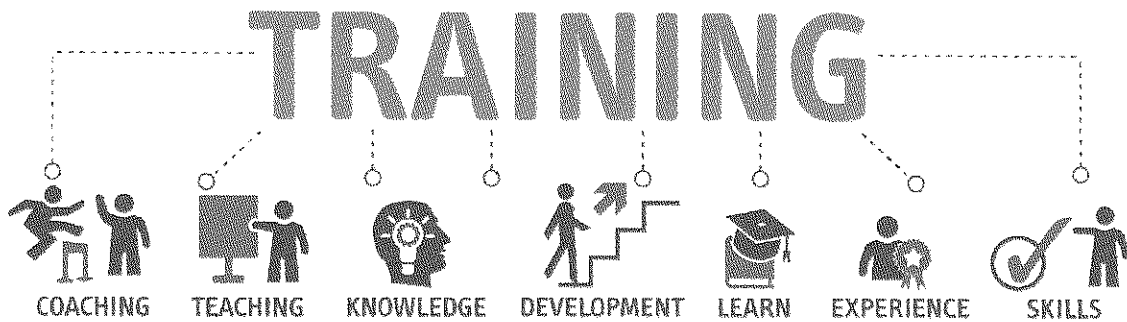 TRAINING
COACHING TEACHING KNOWLEDGE DEVELOPMENT LEARN EXPERIENCE SKILLS